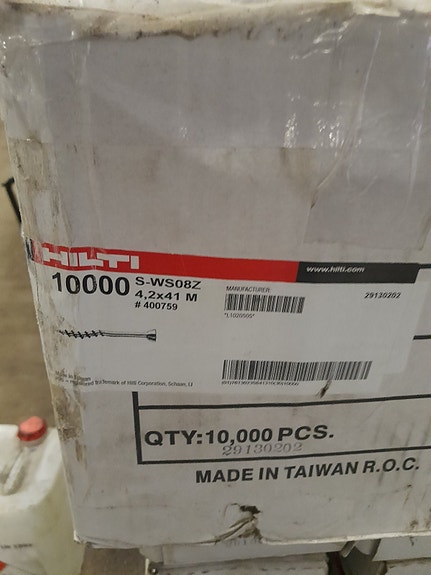 HILTI
www.hilti.com
10000 S-WS08Z
4,2x41 M
# 400759
MANUFACTURER:
29130202
QTY:10,000 PCS.
29130202
MADE IN TAIWAN R.O.C.